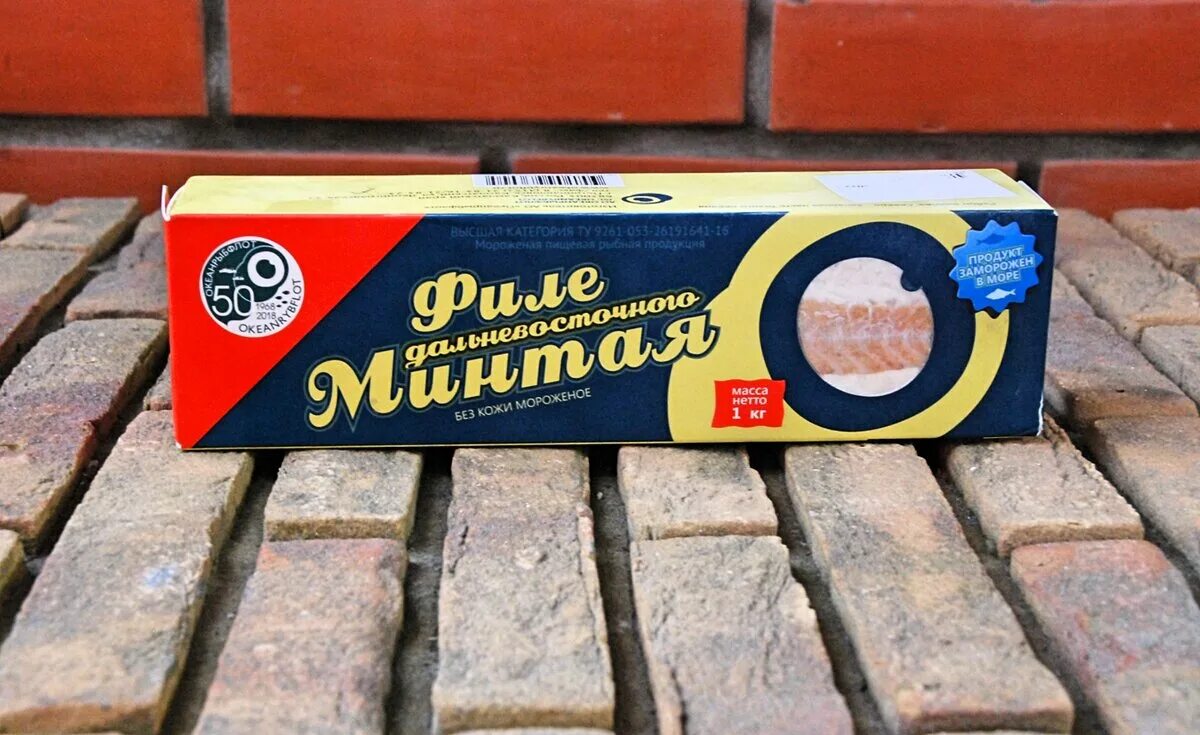 ВЫСШАЯ КАТЕГОРИЯ ТУ 9261-053-36191641-16
Мороженая пищевая рыбная продукция
ОКЕАНРЫБФЛОТ
50
1968
2018
OKEANRYBFLOT
Филе
дальневосточного
Минтая
БЕЗ КОЖИ МОРОЖЕНОЕ
масса
нетто
1 кг
ПРОДУКТ
ЗАМОРОЖЕН
В МОРЕ